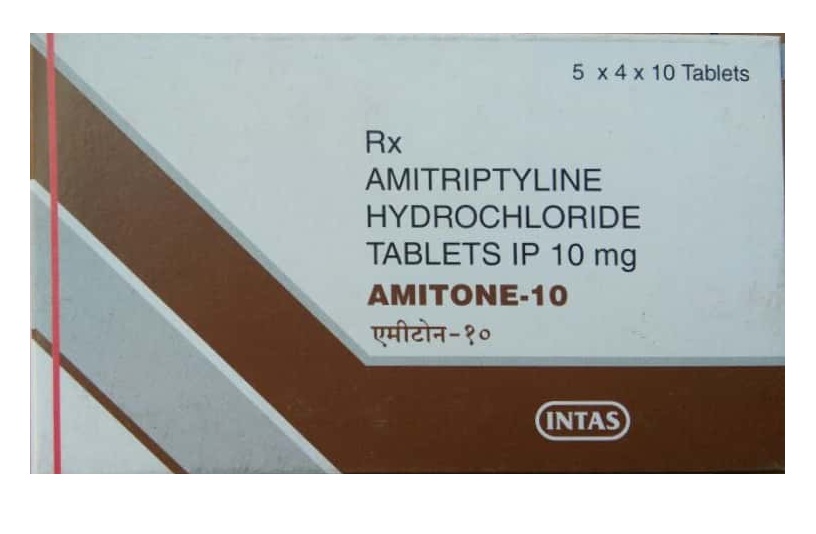 5 x 4 x 10 Tablets
Rx
AMITRIPTYLINE
HYDROCHLORIDE
TABLETS IP 10 mg
AMITONE-10
एमीटोन-१०
INTAS